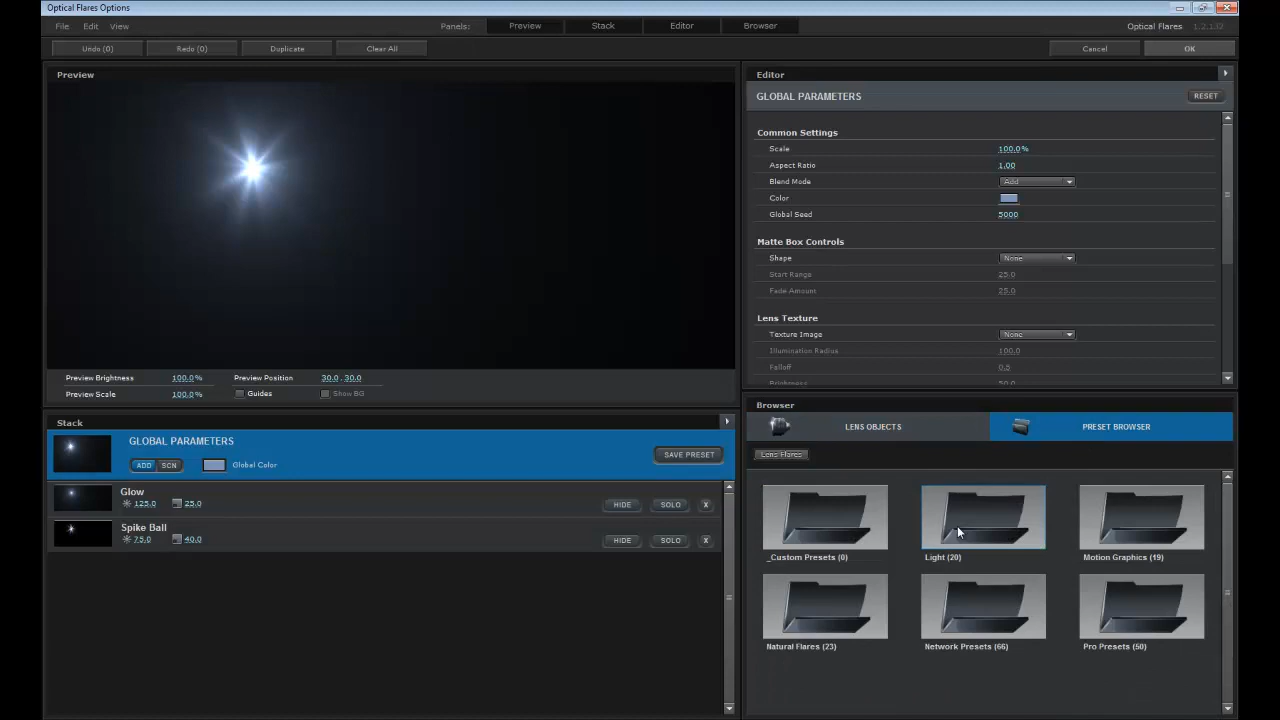 Optical Flares Options
File Edit View Panels: Preview Stack Editor Browser Optical Flares 1.2.132
Undo (0) Redo (0) Duplicate Clear All Cancel OK
Preview
Preview Brightness 100.0% Preview Position 30.0 , 30.0
Preview Scale 100.0% Guides Show BG
Stack
GLOBAL PARAMETERS
ADD SCN Global Color SAVE PRESET
Glow
125.0 25.0 HIDE SOLO X
Spike Ball
75.0 40.0 HIDE SOLO X
Editor
GLOBAL PARAMETERS RESET
Common Settings
Scale 100.0%
Aspect Ratio 1.00
Blend Mode Add
Color
Global Seed 5000
Matte Box Controls
Shape None
Start Range 25.0
Fade Amount 25.0
Lens Texture
Texture Image None
Illumination Radius 100.0
Falloff 0.5
Brightness 50.0
Browser
LENS OBJECTS PRESET BROWSER
Lens Flares
_Custom Presets (0) Light (20) Motion Graphics (19)
Natural Flares (23) Network Presets (66) Pro Presets (50)